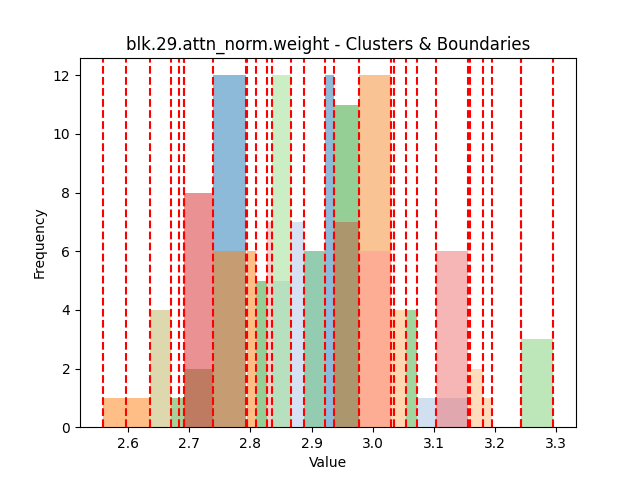 blk.29.attn_norm.weight - Clusters & Boundaries
12
10
8
6
4
2
0
Frequency
2.6 2.7 2.8 2.9 3.0 3.1 3.2 3.3
Value